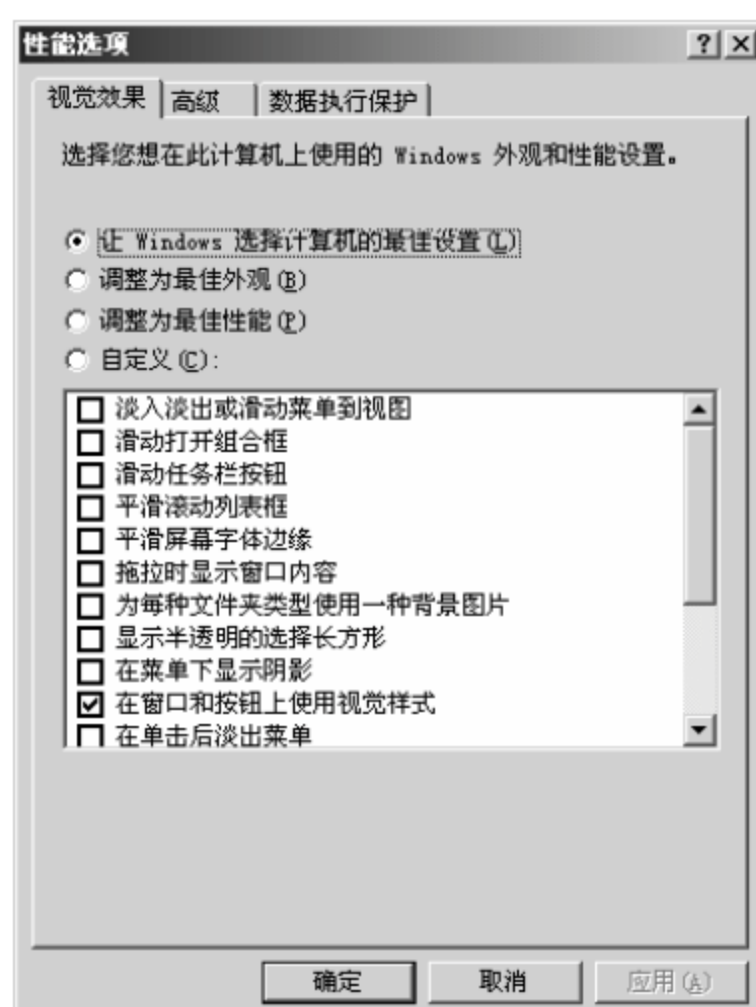 性能选项
视觉效果 高级 数据执行保护
选择您想在此计算机上使用的 Windows 外观和性能设置。
让 Windows 选择计算机的最佳设置(L)
调整为最佳外观(B)
调整为最佳性能(P)
自定义(C):
淡入淡出或滑动菜单到视图
滑动打开组合框
滑动任务栏按钮
平滑滚动列表框
平滑屏幕字体边缘
拖拉时显示窗口内容
为每种文件夹类型使用一种背景图片
显示半透明的选择长方形
在菜单下显示阴影
在窗口和按钮上使用视觉样式
在单击后淡出菜单
确定 取消 应用(A)